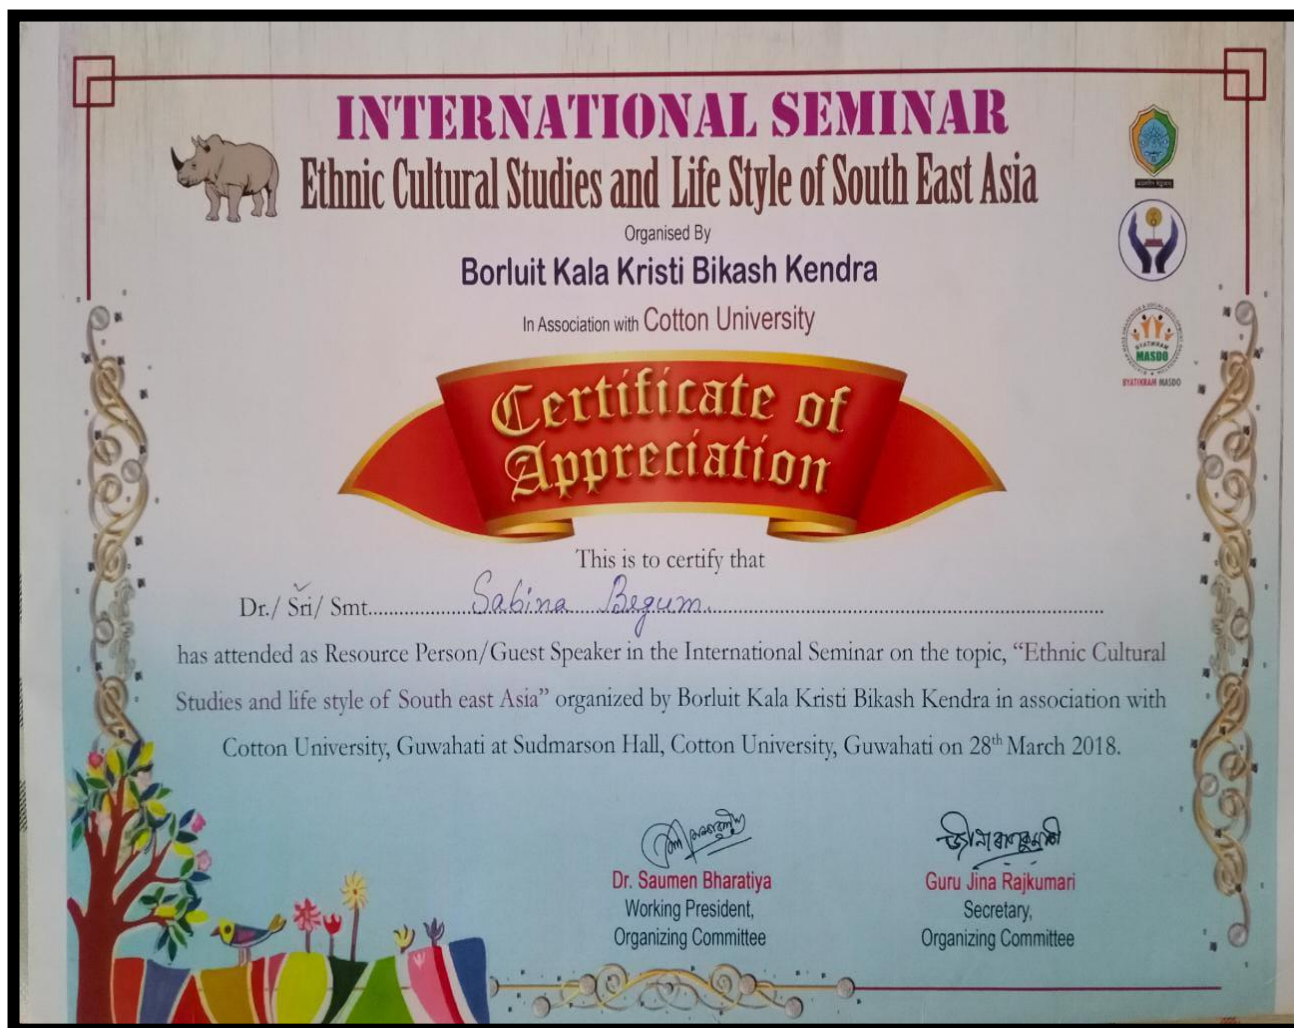 INTERNATIONAL SEMINAR
Ethnic Cultural Studies and Life Style of South East Asia
Organised By
Borluit Kala Kristi Bikash Kendra
In Association with Cotton University
BYATIKRAM
MASDO
BYATIKRAM MASDO
Certificate of
Appreciation
This is to certify that
Dr./ Sri/ Smt..................Sabina Begum..................................................................
has attended as Resource Person/Guest Speaker in the International Seminar on the topic, “Ethnic Cultural
Studies and life style of South east Asia” organized by Borluit Kala Kristi Bikash Kendra in association with
Cotton University, Guwahati at Sudmarson Hall, Cotton University, Guwahati on 28th March 2018.
Dr. Saumen Bharatiya
Working President,
Organizing Committee
জীনা ৰাজকুমাৰী
Guru Jina Rajkumari
Secretary,
Organizing Committee